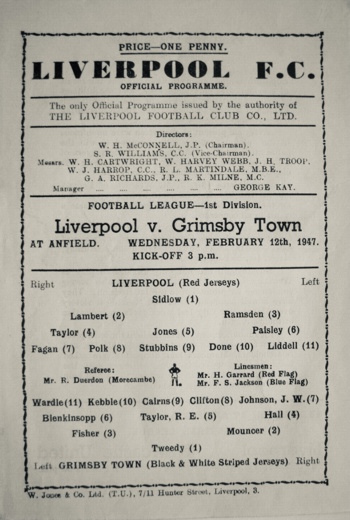 PRICE—ONE PENNY.
LIVERPOOL F.C.
OFFICIAL PROGRAMME.
The only Official Programme issued by the authority of
THE LIVERPOOL FOOTBALL CLUB CO., LTD.
Directors:
W. H. McCONNELL, J.P. (Chairman).
S. R. WILLIAMS, C.C. (Vice-Chairman).
Messrs. W. H. CARTWRIGHT, W. HARVEY WEBB, J. H. TROOP,
W. J. HARROP, C.C., R. L. MARTINDALE, M.B.E.,
G. A. RICHARDS, J.P., R. K. MILNE, M.C.
Manager .... .... .... .... .... .... GEORGE KAY.
FOOTBALL LEAGUE—1st Division.
Liverpool v. Grimsby Town
AT ANFIELD. WEDNESDAY, FEBRUARY 12th, 1947.
KICK-OFF 3 p.m.
Right LIVERPOOL (Red Jerseys) Left
Sidlow (1)
Lambert (2) Ramsden (3)
Taylor (4) Jones (5) Paisley (6)
Fagan (7) Polk (8) Stubbins (9) Done (10) Liddell (11)
Referee: Linesmen:
Mr. R. Duerdon (Morecambe) Mr. H. Garrard (Red Flag)
Mr. F. S. Jackson (Blue Flag)
Wardle(11) Kebbie(10) Cairns(9) Clifton(8) Johnson, J. W.(7)
Blenkinsopp (6) Taylor, R. E. (5) Hall (4)
Fisher (3) Mouncer (2)
Tweedy (1)
Left GRIMSBY TOWN (Black & White Striped Jerseys) Right
W. Jones & Co. Ltd. (T.U.), 7/11 Hunter Street, Liverpool, 3.